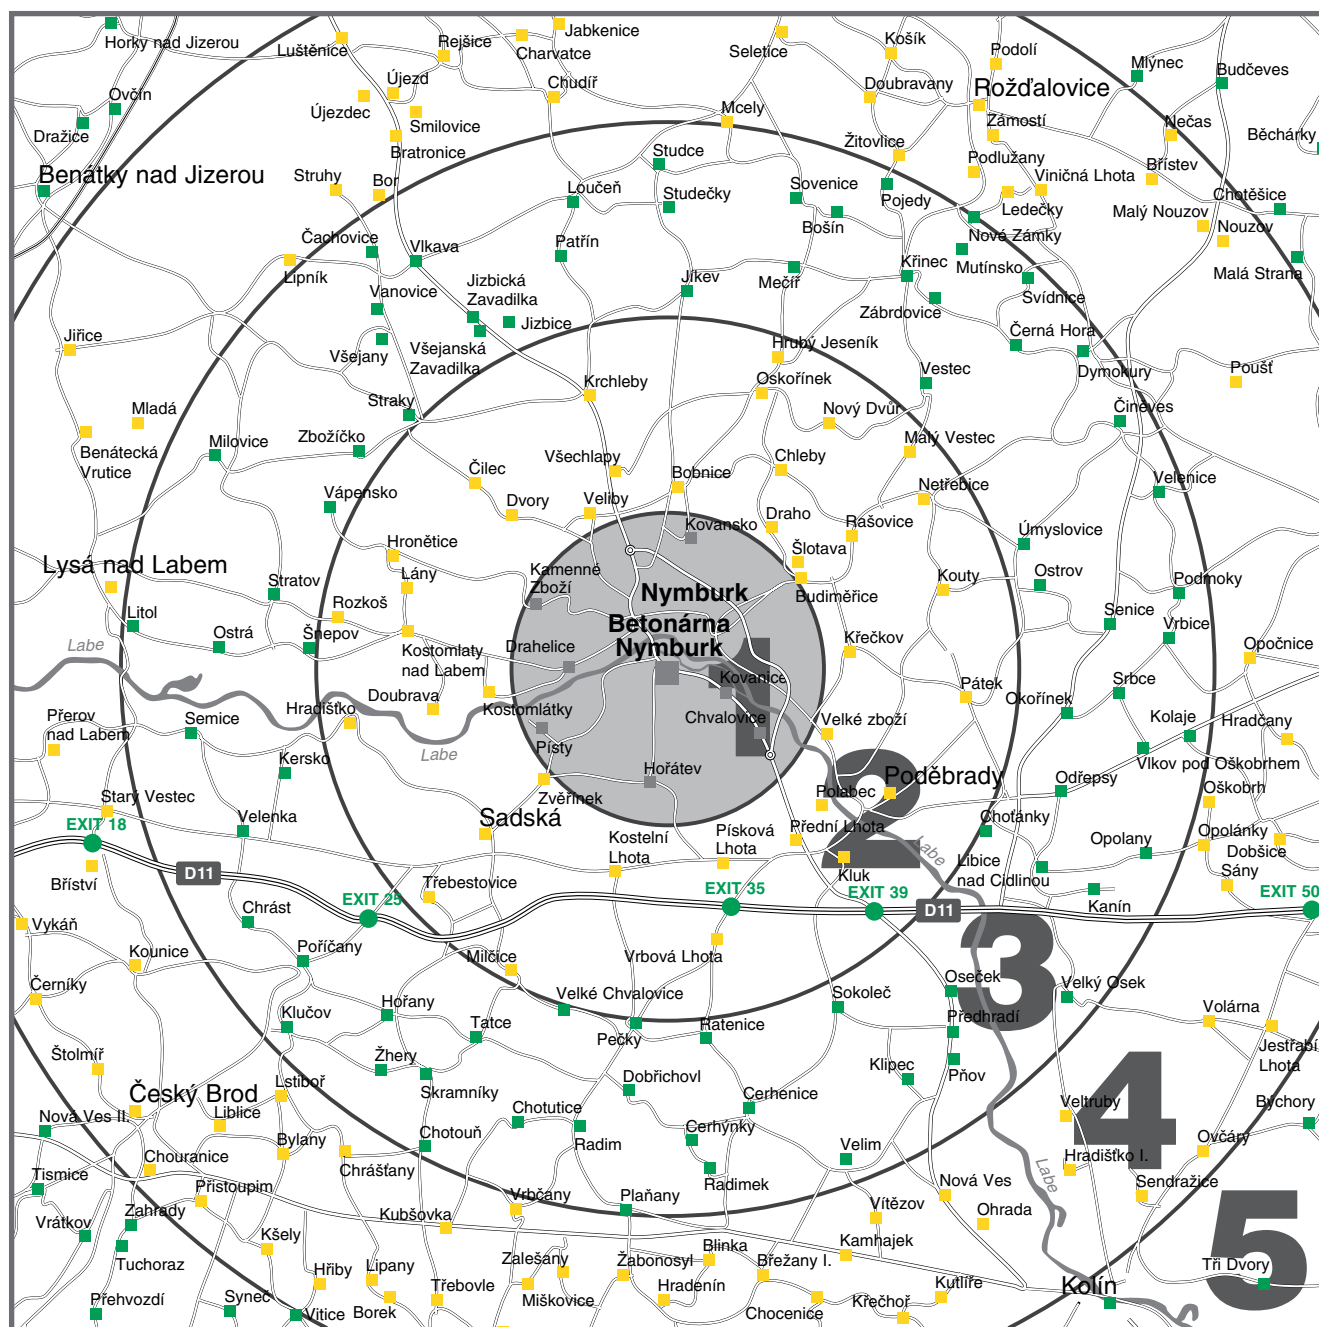 Horky nad Jizerou
Luštěnice
Rejšice
Jabkenice
Charvatce
Seletice
Košík
Podolí
Mlýnec
Budčeves
Ovčín
Újezd
Chudíř
Doubravany
Rožďalovice
Újezdec
Smilovice
Mcely
Zámostí
Nečas
Běchárky
Dražice
Bratronice
Studce
Žitovlice
Podlužany
Břístev
Benátky nad Jizerou
Struhy
Bor
Loučeň
Studečky
Sovenice
Pojedy
Viničná Lhota
Chotěšice
Ledečky
Malý Nouzov
Bošín
Nouzov
Čachovice
Vlkava
Patřín
Nové Zámky
Lipník
Jizbická
Zavadilka
Jíkev
Mečíř
Křinec
Mutínsko
Malá Strana
Vanovice
Svídnice
Jizbice
Zábrdovice
Jiřice
Všejany
Všejanská
Zavadilka
Hrubý Jeseník
Černá Hora
Vestec
Dymokury
Poušť
Krchleby
Oskořínek
Straky
Mladá
Nový Dvůr
Činěves
Benátecká
Vrutice
Milovice
Zbožíčko
Všechlapy
Malý Vestec
Čilec
Bobnice
Chleby
Velenice
Netřebice
Vápensko
Dvory
Veliby
Kovansko
Draho
Rašovice
Úmyslovice
Hronětice
Lysá nad Labem
Kamenné
Zboží
Šlotava
Stratov
Lány
Nymburk
Kouty
Ostrov
Podmoky
Rozkoš
Budiměřice
Litol
Betonárna
Nymburk
Senice
Vrbice
Ostrá
Šnepov
Drahelice
Křečkov
Opočnice
Labe
Kostomlaty
nad Labem
Kovanice
1
Srbce
Doubrava
Pátek
Okořínek
Přerov
nad Labem
Semice
Hradišťko
Kostomlátky
Chvalovice
Velké zboží
Kolaje
Hradčany
Labe
Písty
Kersko
Hořátev
2
Poděbrady
Vlkov pod Oškobrhem
Starý Vestec
Zvěřínek
Polabec
Odřepsy
Oškobrh
EXIT 18
Velenka
Sadská
Kostelní
Lhota
Písková
Lhota
Přední Lhota
Choťánky
Opolany
Opolánky
Dobšice
Labe
D11
Bříství
Kluk
Libice
nad Cidlinou
Sány
Třebestovice
EXIT 35
EXIT 39
EXIT 50
Chrást
EXIT 25
D11
Kanín
Vykáň
Kounice
Poříčany
Milčice
Vrbová Lhota
3
Černíky
Hořany
Velké Chvalovice
Sokoleč
Oseček
Velký Osek
Klučov
Tatce
Pečky
Ratenice
Předhradí
Volárna
Štolmíř
Žhery
Klipec
Pňov
Jestřabí
Lhota
Český Brod
Lstiboř
Skramníky
Dobřichovl
Cerhenice
4
Nová Ves II.
Liblice
Chotutice
Veltruby
Býchory
Bylany
Chotouň
Radim
Cerhýnky
Velim
Ovčáry
Chouranice
Chrášťany
Hradišťko I.
Tismice
Radimek
Labe
Sendražice
Přistoupim
Vrbčany
Plaňany
Nová Ves
Vrátkov
Zahrady
Kubšovka
Vítězov
Ohrada
5
Kšely
Tuchoraz
Zalešany
Žabonosyl
Blinka
Břežany I.
Kamhajek
Tři Dvory
Hřiby
Lipany
Třebovle
Miškovice
Hradenín
Kutlíře
Kolín
Přehvozdí
Synec
Vitice
Borek
Chocenice
Křečhoř